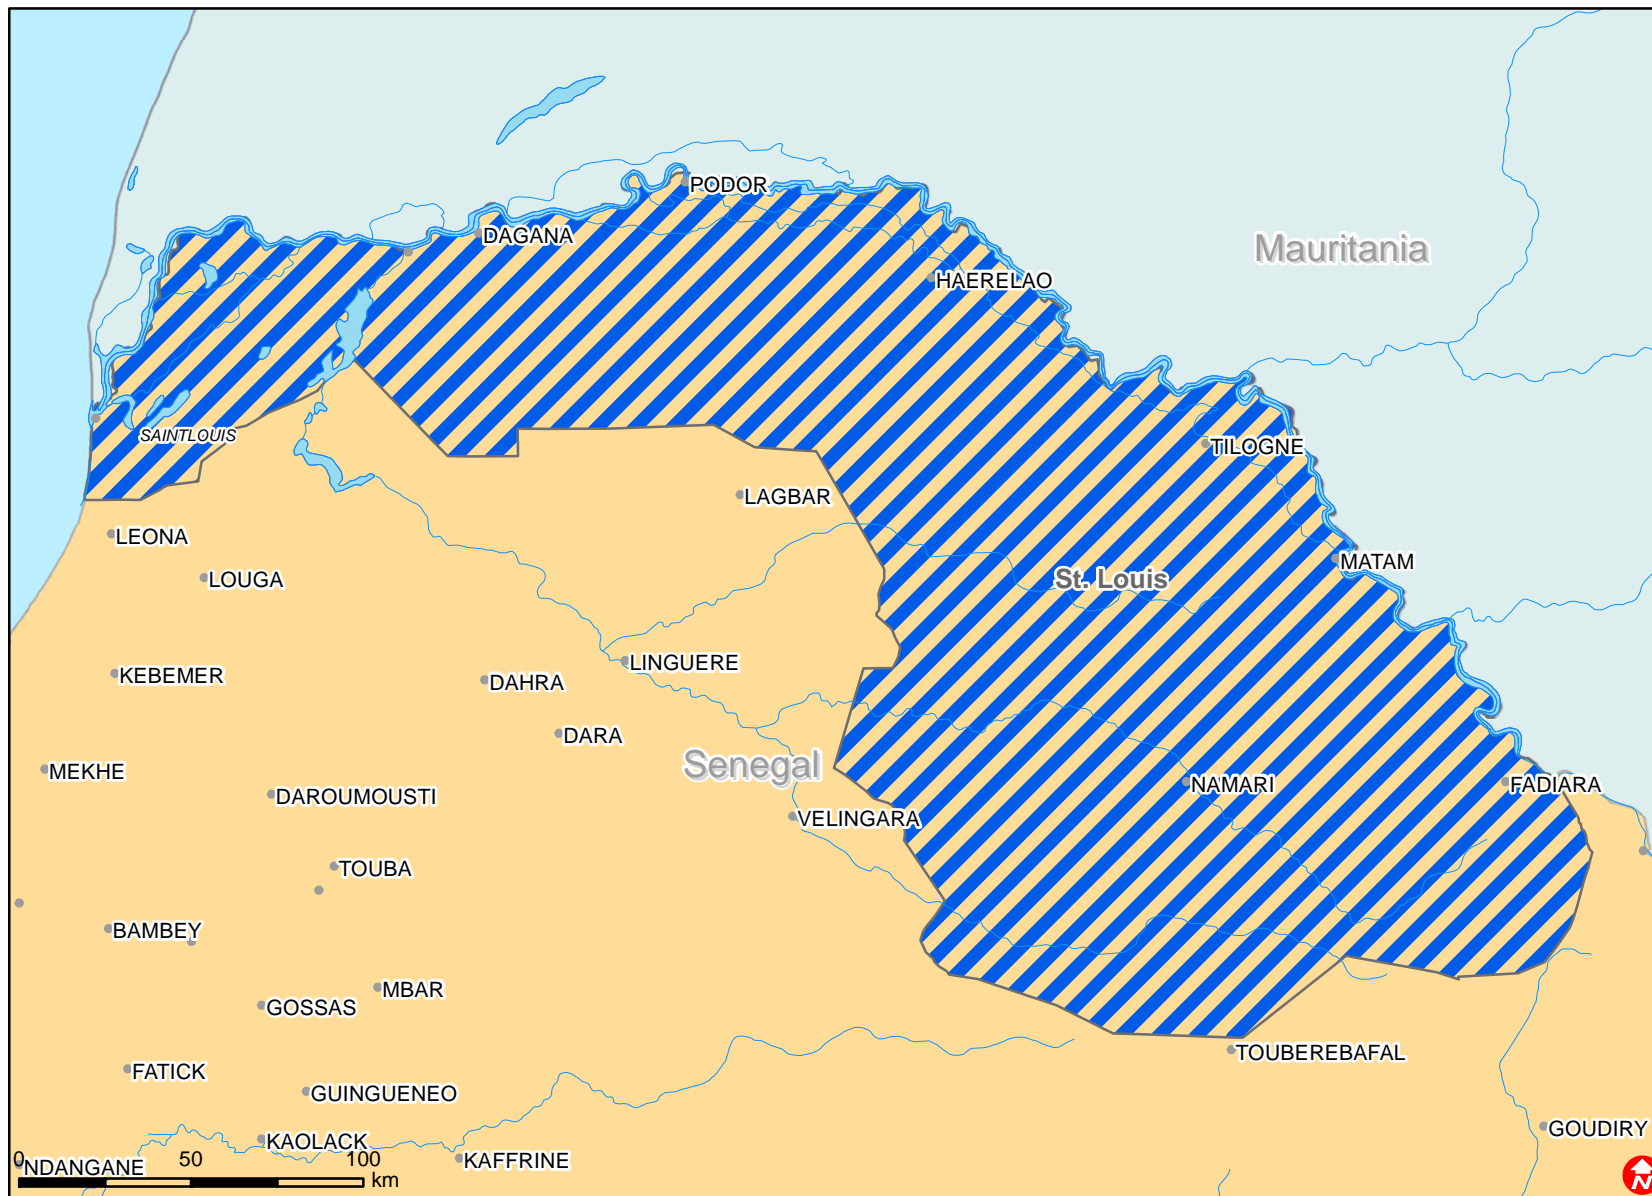 PODOR
DAGANA
Mauritania
HAERELAO
SAINTLOUIS
TILOGNE
LAGBAR
LEONA
MATAM
LOUGA
St. Louis
LINGUERE
KEBEMER
DAHRA
DARA
Senegal
MEKHE
NAMARI
FADIARA
DAROUMOUSTI
VELINGARA
TOUBA
BAMBEY
MBAR
GOSSAS
TOUBEREBAFAL
FATICK
GUINGUENEO
GOUDIRY
KAOLACK
KAFFRINE
0 50 100
NDANGANE
km
N